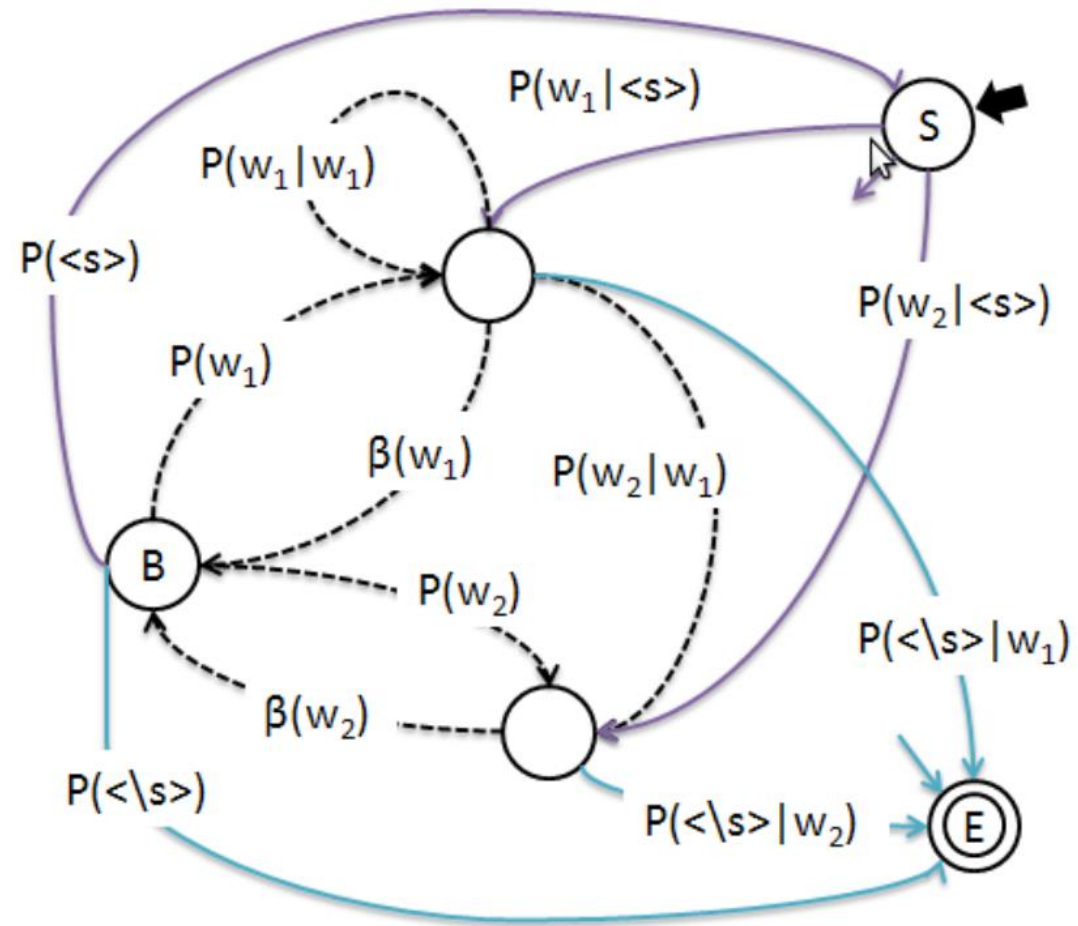 P(w₁|<s>)
S
P(w₁|w₁)
P(<s>)
P(w₂|<s>)
P(w₁)
β(w₁)
P(w₂|w₁)
B
P(w₂)
P(<\s>|w₁)
β(w₂)
P(<\s>)
P(<\s>|w₂)
E